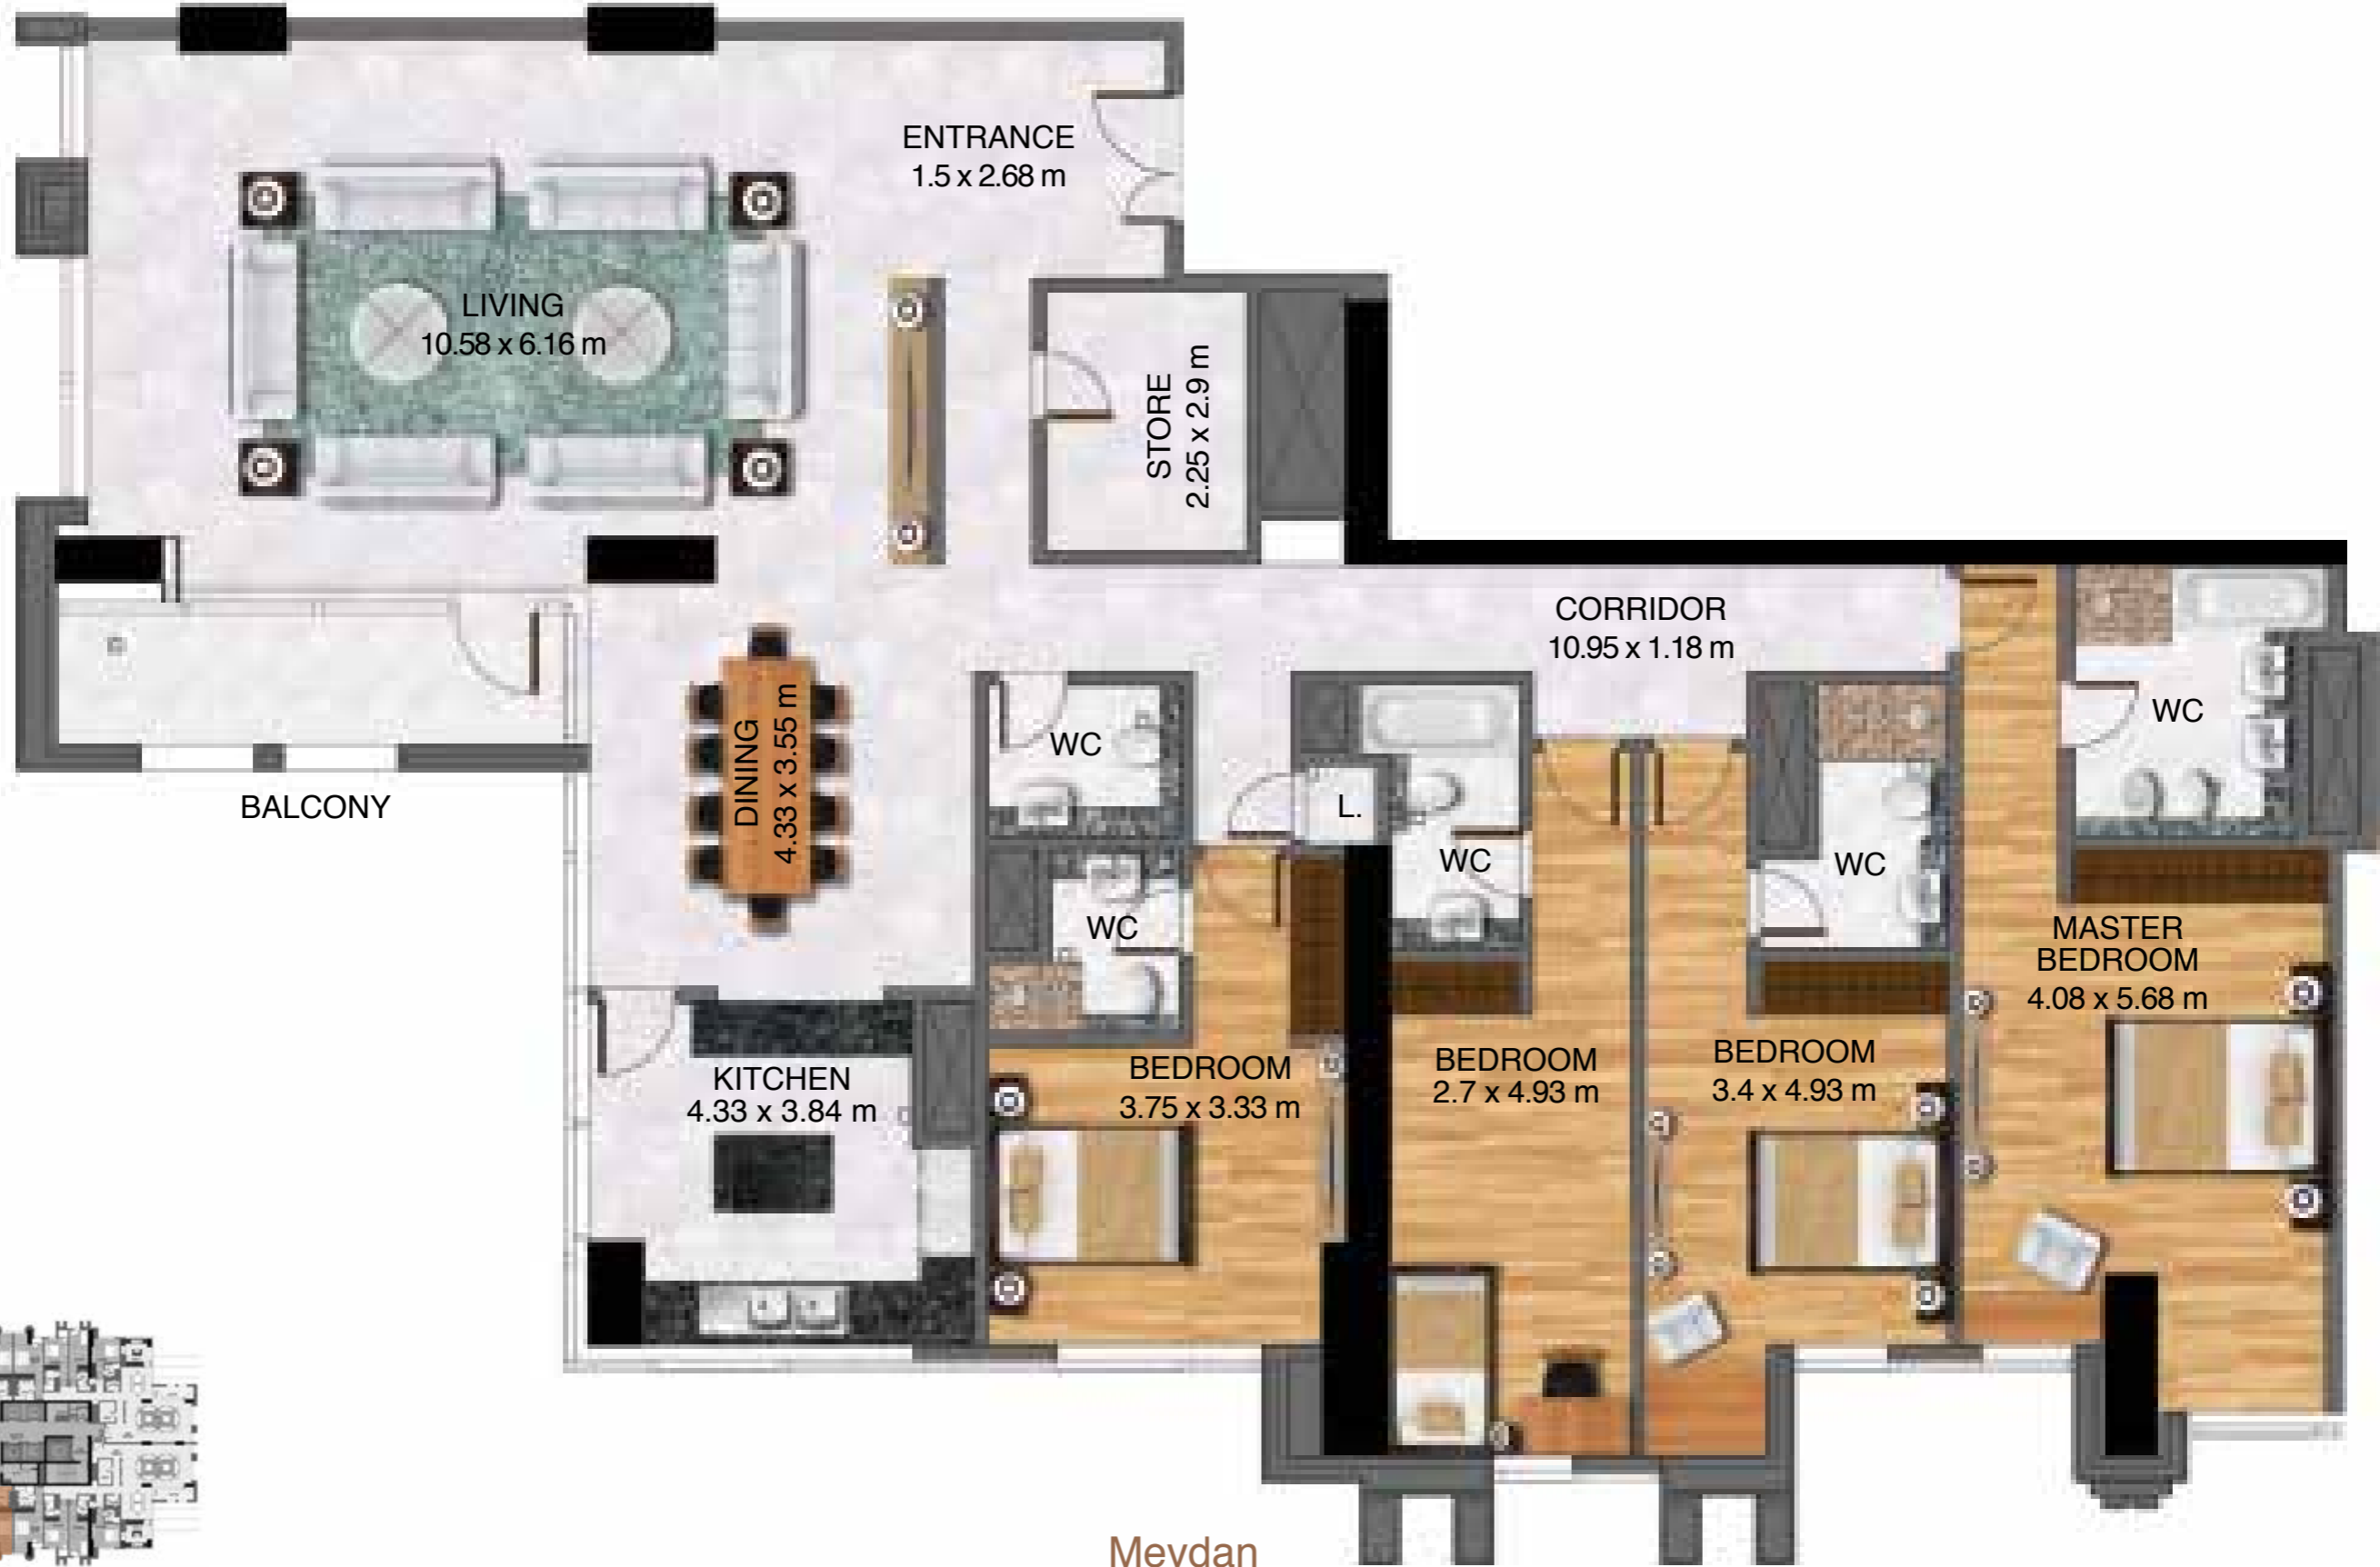 ENTRANCE
1.5 x 2.68 m
LIVING
10.58 x 6.16 m
STORE
2.25 x 2.9 m
CORRIDOR
10.95 x 1.18 m
WC
WC
DINING
4.33 x 3.55 m
BALCONY
L.
WC
WC
WC
MASTER
BEDROOM
4.08 x 5.68 m
KITCHEN
4.33 x 3.84 m
BEDROOM
3.75 x 3.33 m
BEDROOM
2.7 x 4.93 m
BEDROOM
3.4 x 4.93 m
Meydan